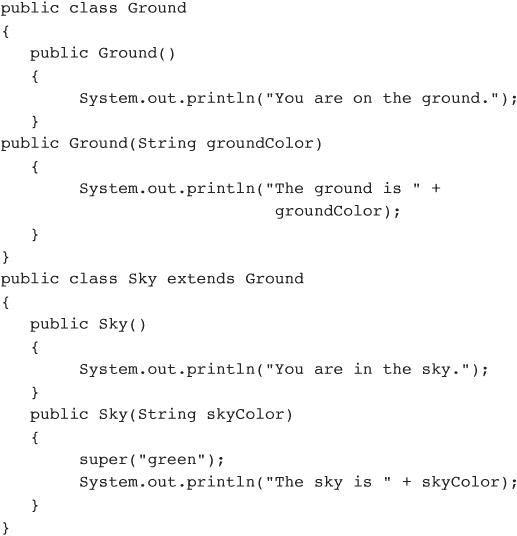 public class Ground
{
   public Ground()
   {
        System.out.println("You are on the ground.");
   }
public Ground(String groundColor)
   {
        System.out.println("The ground is " +
                            groundColor);
   }
}
public class Sky extends Ground
{
   public Sky()
   {
        System.out.println("You are in the sky.");
   }
   public Sky(String skyColor)
   {
        super("green");
        System.out.println("The sky is " + skyColor);
   }
}